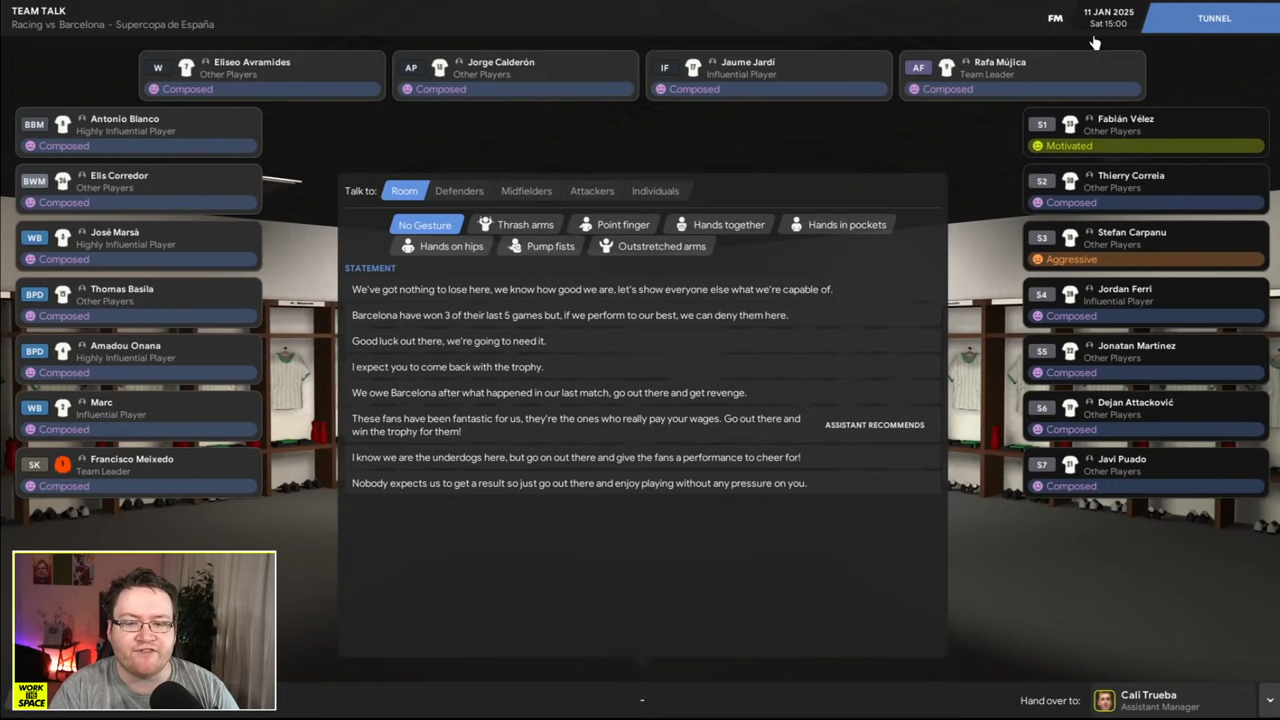 TEAM TALK
Racing vs Barcelona - Supercopa de España
FM
11 JAN 2025
Sat 15:00
TUNNEL
W
7
Eliseo Avramides
Other Players
Composed
AP
Jorge Calderón
Other Players
Composed
IF
17
Jaume Jardí
Influential Player
Composed
AF
9
Rafa Mújica
Team Leader
Composed
BBM
8
Antonio Blanco
Highly Influential Player
Composed
BWM
Elis Corredor
Other Players
Composed
WB
José Marsà
Other Players
Composed
BPD
15
Thomas Basila
Other Players
Composed
BPD
Amadou Onana
Highly Influential Player
Composed
WB
2
Marc
Influential Player
Composed
SK
1
Francisco Meixedo
Team Leader
Composed
Talk to:
Room
Defenders
Midfielders
Attackers
Individuals
No Gesture
Thrash arms
Point finger
Hands together
Hands in pockets
Hands on hips
Pump fists
Outstretched arms
STATEMENT
We've got nothing to lose here, we know how good we are, let's show everyone else what we're capable of.
Barcelona have won 3 of their last 5 games but, if we perform to our best, we can deny them here.
Good luck out there, we're going to need it.
I expect you to come back with the trophy.
We owe Barcelona after what happened in our last match, go out there and get revenge.
These fans have been fantastic for us, they're the ones who really pay your wages. Go out there and
win the trophy for them!
ASSISTANT RECOMMENDS
I know we are the underdogs here, but go on out there and give the fans a performance to cheer for!
Nobody expects us to get a result so just go out there and enjoy playing without any pressure on you.
S1
23
Fabián Vélez
Other Players
Motivated
S2
Thierry Correia
Other Players
Composed
S3
Stefan Carpanu
Other Players
Aggressive
S4
Jordan Ferri
Influential Player
Composed
S5
22
Jonatan Martínez
Other Players
Composed
S6
Dejan Attacković
Other Players
Composed
S7
21
Javi Puado
Other Players
Composed
WORK
THE
SPACE
-
Hand over to:
Cali Trueba
Assistant Manager